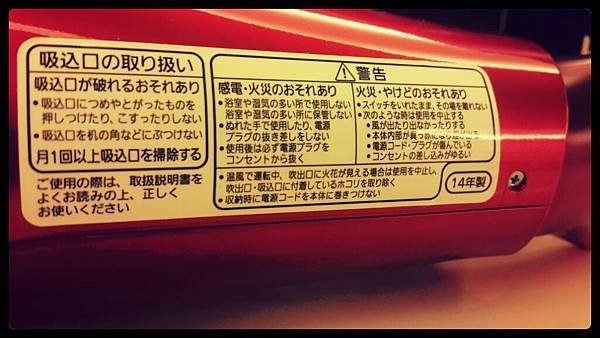 吸込口の取り扱い
吸込口が破れるおそれあり
•吸込口につめやとがったものを
押しつけたり、こすったりしない
•吸込口を机の角などにぶつけない
月1回以上吸込口を掃除する
ご使用の際は、取扱説明書を
よくお読みの上、正しく
お使いください
⚠警告
感電・火災のおそれあり
•浴室や湿気の多い所で使用しない
浴室や湿気の多い所に保管しない
•ぬれた手で使用したり、電源
プラグの抜き差しをしない
•使用後は必ず電源プラグを
コンセントから抜く
火災・やけどのおそれあり
•スイッチをいれたまま、その場を離れない
•次のような時は使用を中止する
•風が出たり出なかったりする
•本体内部が真っ赤になり
•電源コード・プラグが傷んでいる
•コンセントの差し込みがゆるい
•温風で運転中、吹出口に火花が見える場合は使用を中止し、
吹出口・吸込口に付着しているホコリを取り除く
•収納時に電源コードを本体に巻きつけない
14年製